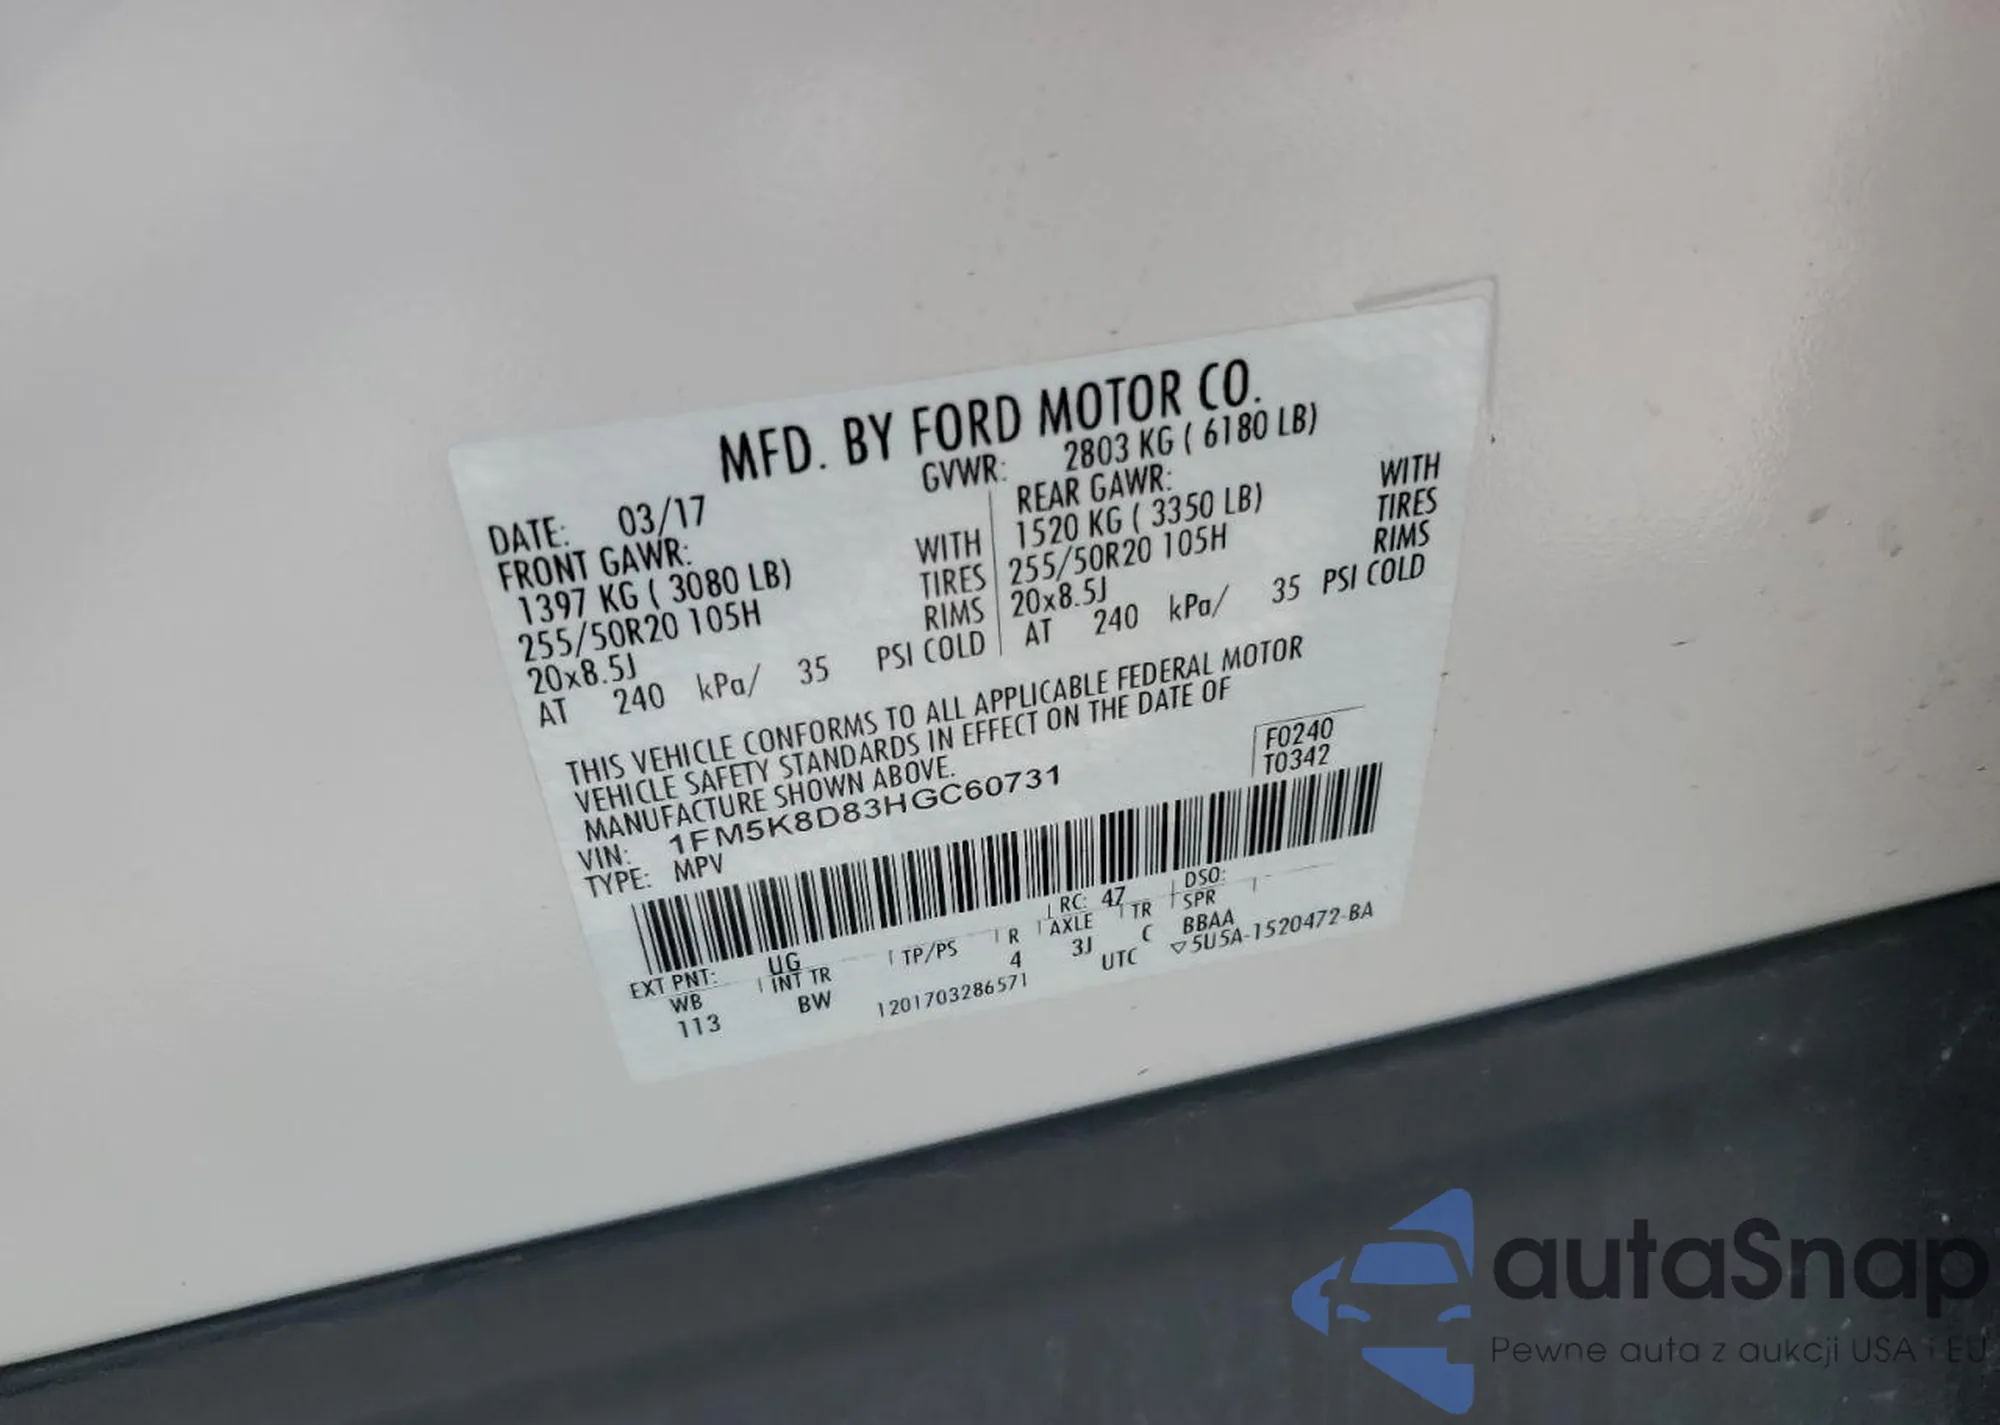 MFD. BY FORD MOTOR CO.
DATE: 03/17 GVWR: 2803 KG ( 6180 LB)
FRONT GAWR: REAR GAWR:
1397 KG ( 3080 LB) WITH 1520 KG ( 3350 LB) WITH
255/50R20 105H TIRES 255/50R20 105H TIRES
20x8.5J RIMS 20x8.5J RIMS
AT 240 kPa/ 35 PSI COLD AT 240 kPa/ 35 PSI COLD
THIS VEHICLE CONFORMS TO ALL APPLICABLE FEDERAL MOTOR
VEHICLE SAFETY STANDARDS IN EFFECT ON THE DATE OF
MANUFACTURE SHOWN ABOVE.
F0240
T0342
VIN: 1FM5K8D83HGC60731
TYPE: MPV
EXT PNT: UG RC: 47 DSO:
WB INT TR TP/PS R AXLE TR SPR
113 BW 4 3J C BBAA
1201703286571 UTC ▽5U5A-1520472-BA
autaSnap
Pewne auta z aukcji USA i EU